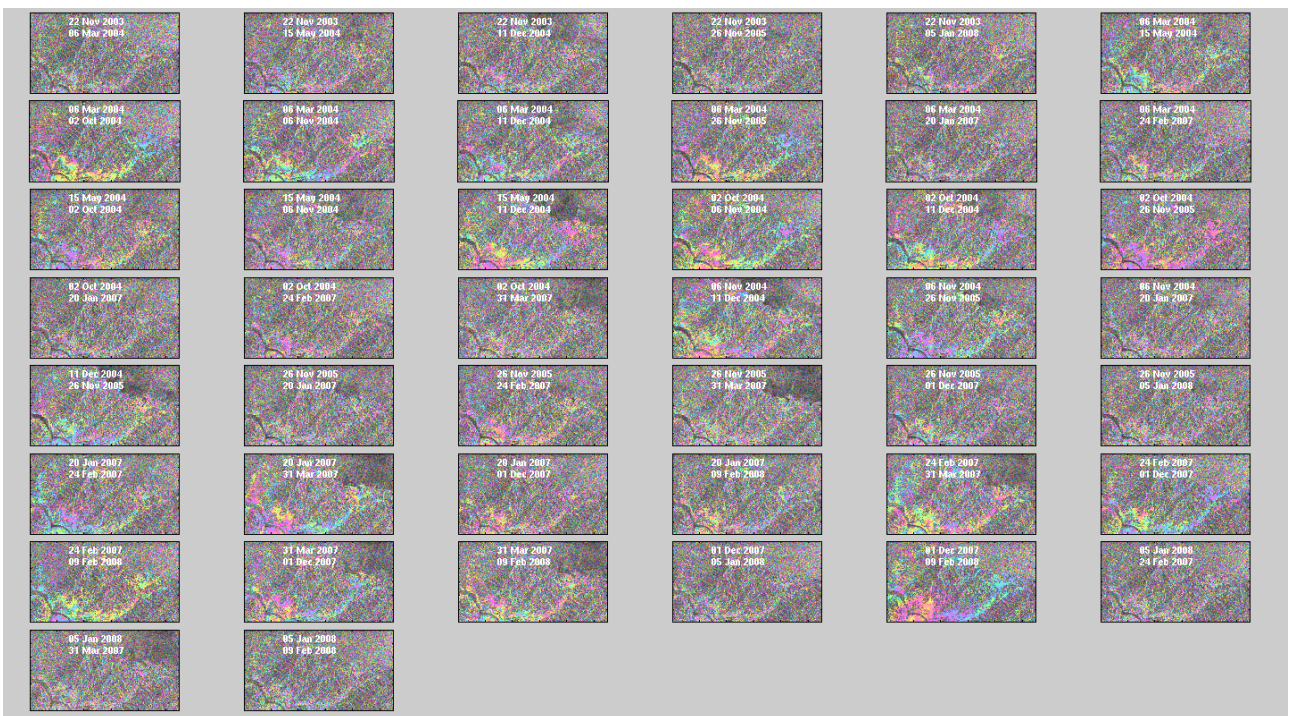 22 Nov 2003
06 Mar 2004
22 Nov 2003
15 May 2004
22 Nov 2003
11 Dec 2004
22 Nov 2003
26 Nov 2005
22 Nov 2003
05 Jan 2008
06 Mar 2004
15 May 2004
06 Mar 2004
02 Oct 2004
06 Mar 2004
06 Nov 2004
06 Mar 2004
11 Dec 2004
06 Mar 2004
26 Nov 2005
06 Mar 2004
20 Jan 2007
06 Mar 2004
24 Feb 2007
15 May 2004
02 Oct 2004
15 May 2004
06 Nov 2004
15 May 2004
11 Dec 2004
02 Oct 2004
06 Nov 2004
02 Oct 2004
11 Dec 2004
02 Oct 2004
26 Nov 2005
02 Oct 2004
20 Jan 2007
02 Oct 2004
24 Feb 2007
02 Oct 2004
31 Mar 2007
06 Nov 2004
11 Dec 2004
06 Nov 2004
26 Nov 2005
06 Nov 2004
20 Jan 2007
11 Dec 2004
26 Nov 2005
26 Nov 2005
20 Jan 2007
26 Nov 2005
24 Feb 2007
26 Nov 2005
31 Mar 2007
26 Nov 2005
01 Dec 2007
26 Nov 2005
05 Jan 2008
20 Jan 2007
24 Feb 2007
20 Jan 2007
31 Mar 2007
20 Jan 2007
01 Dec 2007
20 Jan 2007
09 Feb 2008
24 Feb 2007
31 Mar 2007
24 Feb 2007
01 Dec 2007
24 Feb 2007
09 Feb 2008
31 Mar 2007
01 Dec 2007
31 Mar 2007
09 Feb 2008
01 Dec 2007
05 Jan 2008
01 Dec 2007
09 Feb 2008
05 Jan 2008
24 Feb 2007
05 Jan 2008
31 Mar 2007
05 Jan 2008
09 Feb 2008